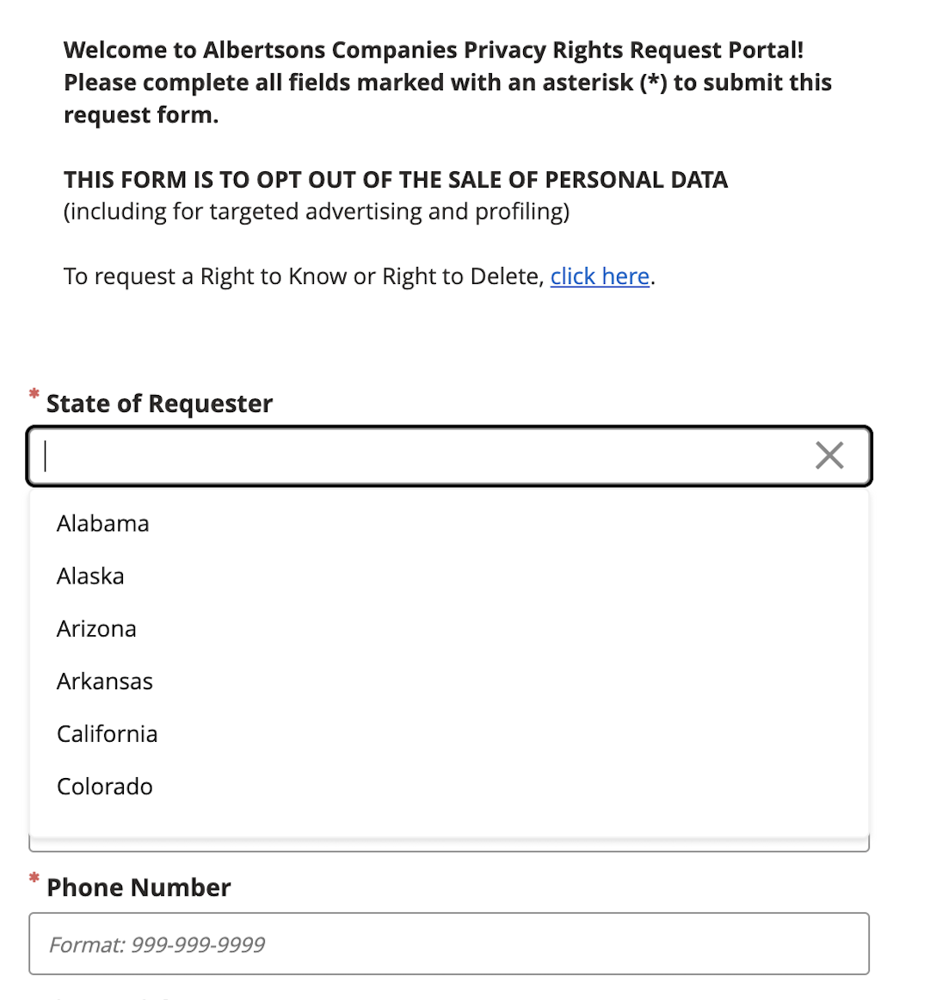 Welcome to Albertsons Companies Privacy Rights Request Portal!
Please complete all fields marked with an asterisk (*) to submit this
request form.
THIS FORM IS TO OPT OUT OF THE SALE OF PERSONAL DATA
(including for targeted advertising and profiling)
To request a Right to Know or Right to Delete, click here.
* State of Requester
Alabama
Alaska
Arizona
Arkansas
California
Colorado
* Phone Number
Format: 999-999-9999